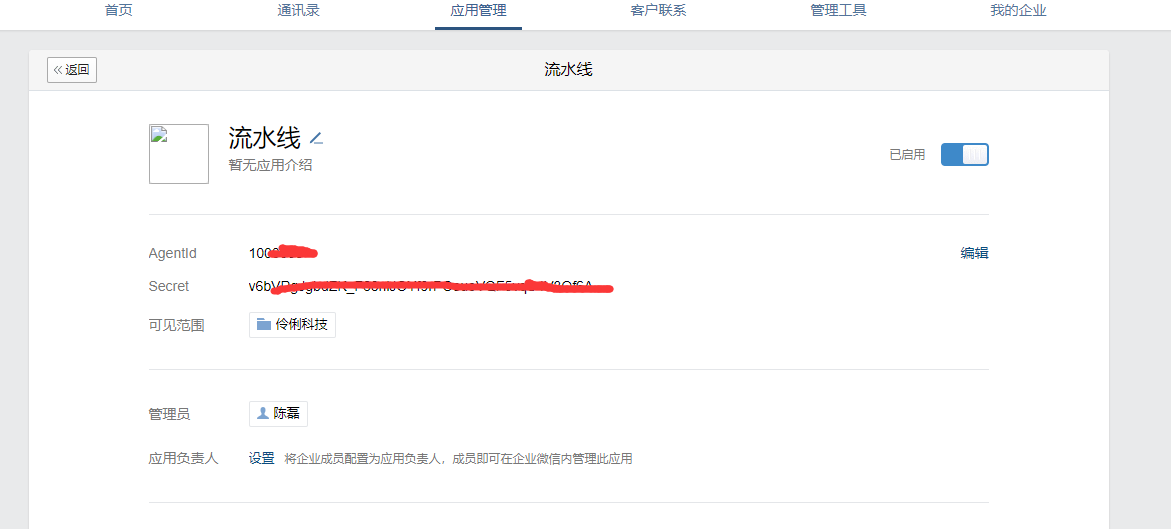 首页 通讯录 应用管理 客户联系 管理工具 我的企业
返回 流水线
流水线
暂无应用介绍
已启用
AgentId 编辑
Secret
可见范围 伶俐科技
管理员 陈磊
应用负责人 设置 将企业成员配置为应用负责人，成员即可在企业微信内管理此应用